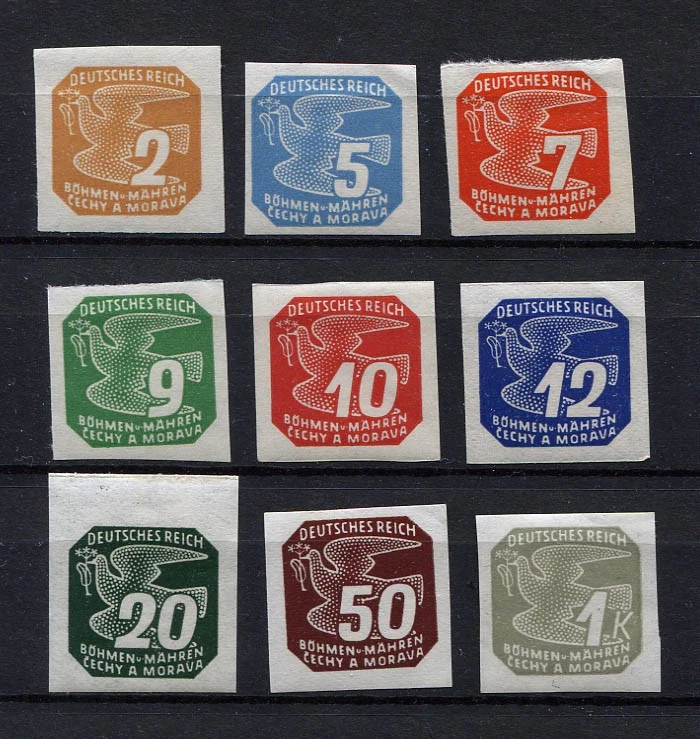 DEUTSCHES REICH
2
BÖHMEN u. MÄHREN
ČECHY A MORAVA
DEUTSCHES REICH
5
BÖHMEN u. MÄHREN
ČECHY A MORAVA
DEUTSCHES REICH
7
BÖHMEN u. MÄHREN
ČECHY A MORAVA
DEUTSCHES REICH
9
BÖHMEN u. MÄHREN
ČECHY A MORAVA
DEUTSCHES REICH
10
BÖHMEN u. MÄHREN
ČECHY A MORAVA
DEUTSCHES REICH
12
BÖHMEN u. MÄHREN
ČECHY A MORAVA
DEUTSCHES REICH
20
BÖHMEN u. MÄHREN
ČECHY A MORAVA
DEUTSCHES REICH
50
BÖHMEN u. MÄHREN
ČECHY A MORAVA
DEUTSCHES REICH
1K
BÖHMEN u. MÄHREN
ČECHY A MORAVA